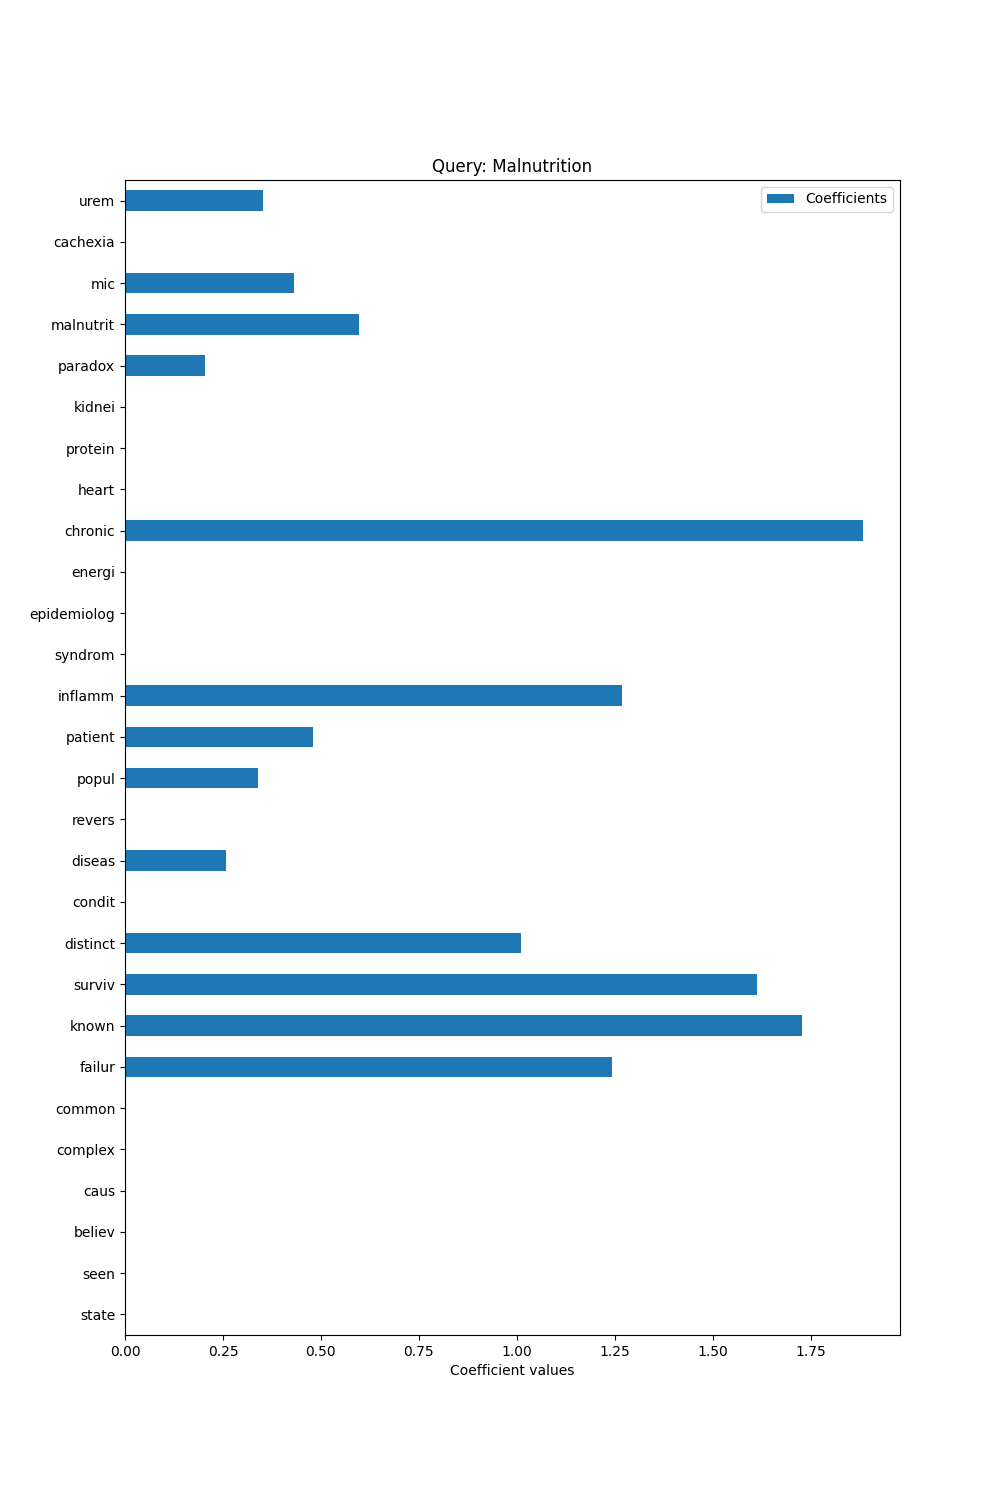 Query: Malnutrition
Coefficients
urem
cachexia
mic
malnutrit
paradox
kidnei
protein
heart
chronic
energi
epidemiolog
syndrom
inflamm
patient
popul
revers
diseas
condit
distinct
surviv
known
failur
common
complex
caus
believ
seen
state
0.00 0.25 0.50 0.75 1.00 1.25 1.50 1.75
Coefficient values